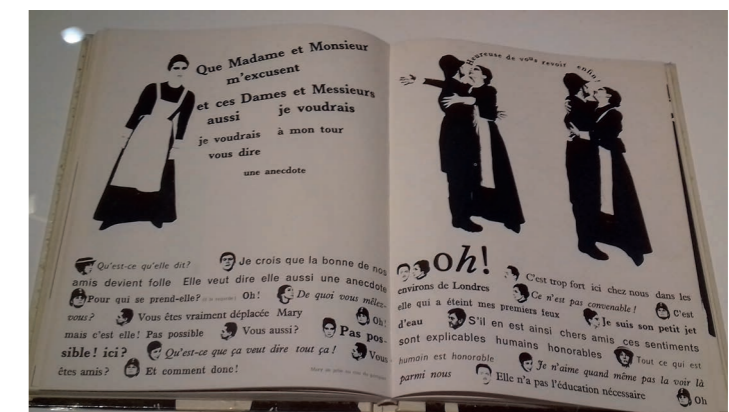 Que Madame et Monsieur
m'excusent
et ces Dames et Messieurs
aussi je voudrais
je voudrais à mon tour
vous dire
une anecdote
Qu'est-ce qu'elle dit? Je crois que la bonne de nos
amis devient folle Elle veut dire elle aussi une anecdote
Pour qui se prend-elle? Oh! De quoi vous mêlez-
vous? Vous êtes vraiment déplacée Mary Oh!
mais c'est elle! Pas possible Vous aussi? Pas pos-
sible! ici? Qu'est-ce que ça veut dire tout ça! Vous
êtes amis? Et comment donc!
Heureuse de vous revoir enfin!
oh! C'est trop fort ici chez nous dans les
environs de Londres Ce n'est pas convenable! C'est
elle qui a éteint mes premiers feux Je suis son petit jet
d'eau S'il en est ainsi chers amis ces sentiments
sont explicables humains honorables Tout ce qui est
humain est honorable Je n'aime quand même pas la voir là
parmi nous Elle n'a pas l'éducation nécessaire Oh